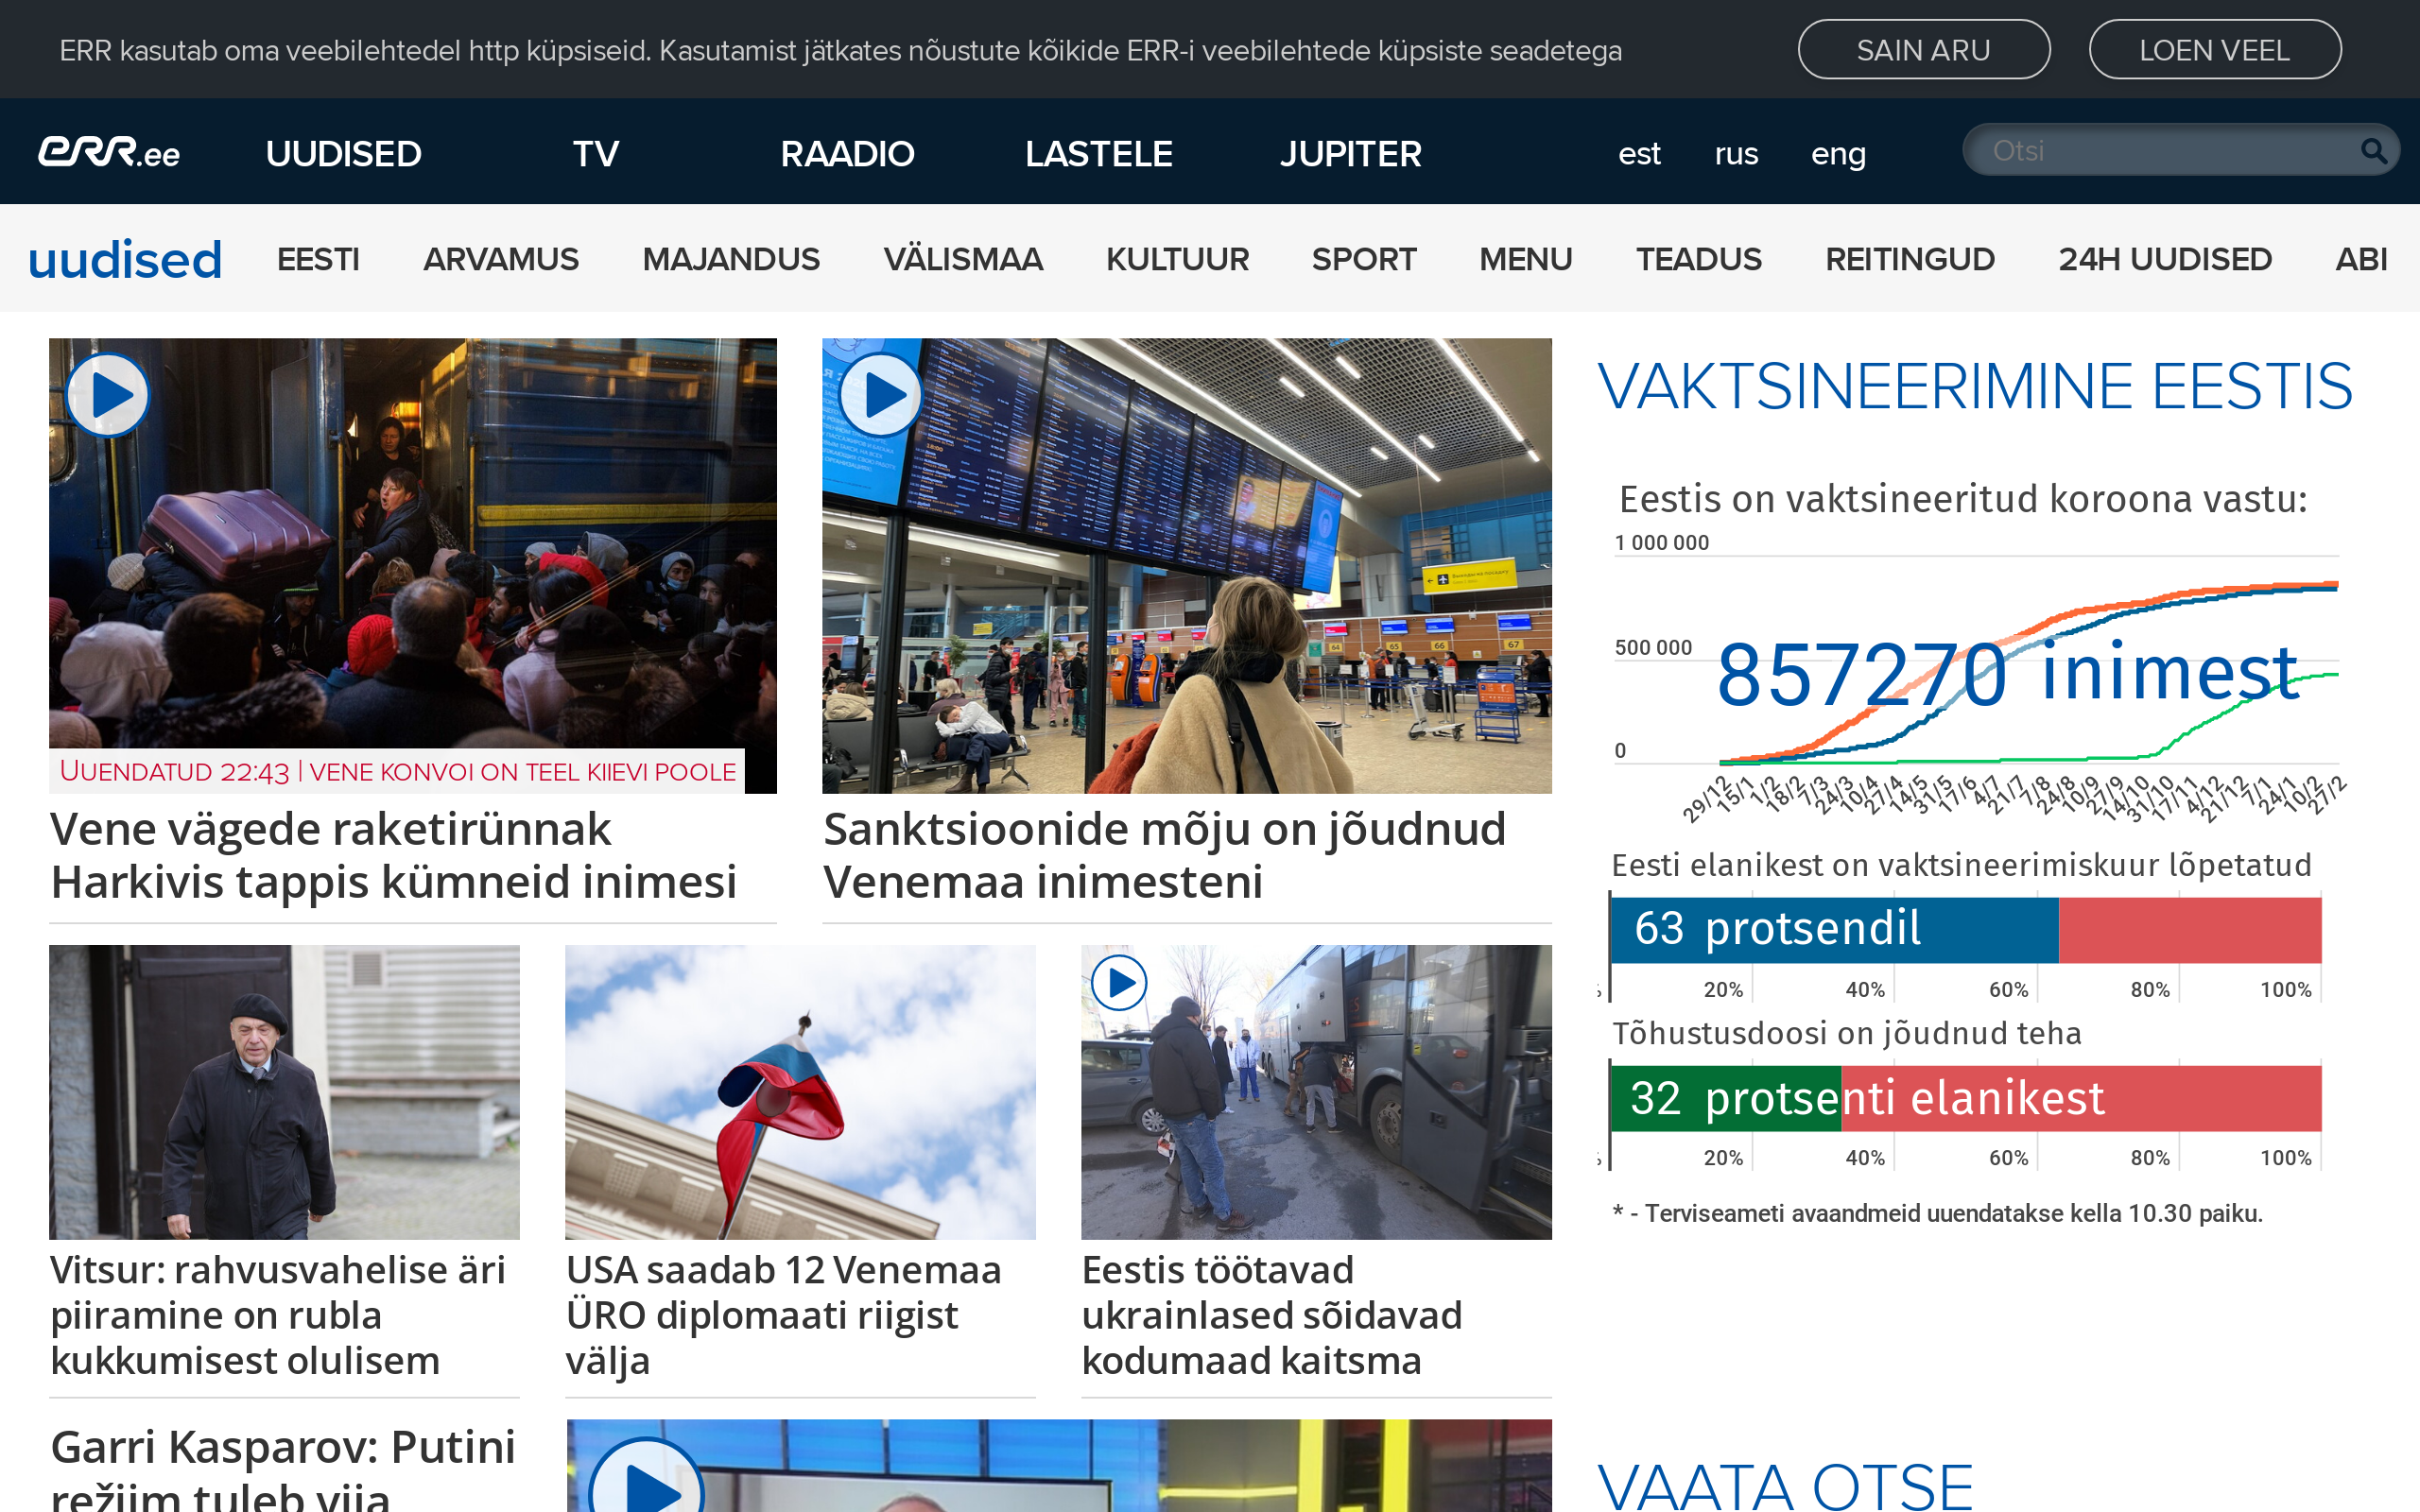 ERR kasutab oma veebilehtedel http küpsiseid. Kasutamist jätkates nõustute kõikide ERR-i veebilehtede küpsiste seadetega
SAIN ARU
LOEN VEEL
err.ee
UUDISED
TV
RAADIO
LASTELE
JUPITER
est
rus
eng
Otsi
uudised
EESTI
ARVAMUS
MAJANDUS
VÄLISMAA
KULTUUR
SPORT
MENU
TEADUS
REITINGUD
24H UUDISED
ABI
UUENDATUD 22:43 | VENE KONVOI ON TEEL KIIEVI POOLE
Vene vägede raketirünnak
Harkivis tappis kümneid inimesi
64
65
66
67
Sanktsioonide mõju on jõudnud
Venemaa inimesteni
Vitsur: rahvusvahelise äri
piiramine on rubla
kukkumisest olulisem
USA saadab 12 Venemaa
ÜRO diplomaati riigist
välja
Eestis töötavad
ukrainlased sõidavad
kodumaad kaitsma
Garri Kasparov: Putini
režiim tuleb viia
VAKTSINEERIMINE EESTIS
Eestis on vaktsineeritud koroona vastu:
1 000 000
500 000
0
857270 inimest
29/12
15/1
1/2
18/2
7/3
24/3
10/4
27/4
14/5
31/5
17/6
4/7
21/7
7/8
24/8
10/9
27/9
14/10
31/10
17/11
4/12
21/12
7/1
24/1
10/2
27/2
Eesti elanikest on vaktsineerimiskuur lõpetatud
63 protsendil
20%
40%
60%
80%
100%
Tõhustusdoosi on jõudnud teha
32 protsenti elanikest
20%
40%
60%
80%
100%
* - Terviseameti avaandmeid uuendatakse kella 10.30 paiku.
VAATA OTSE